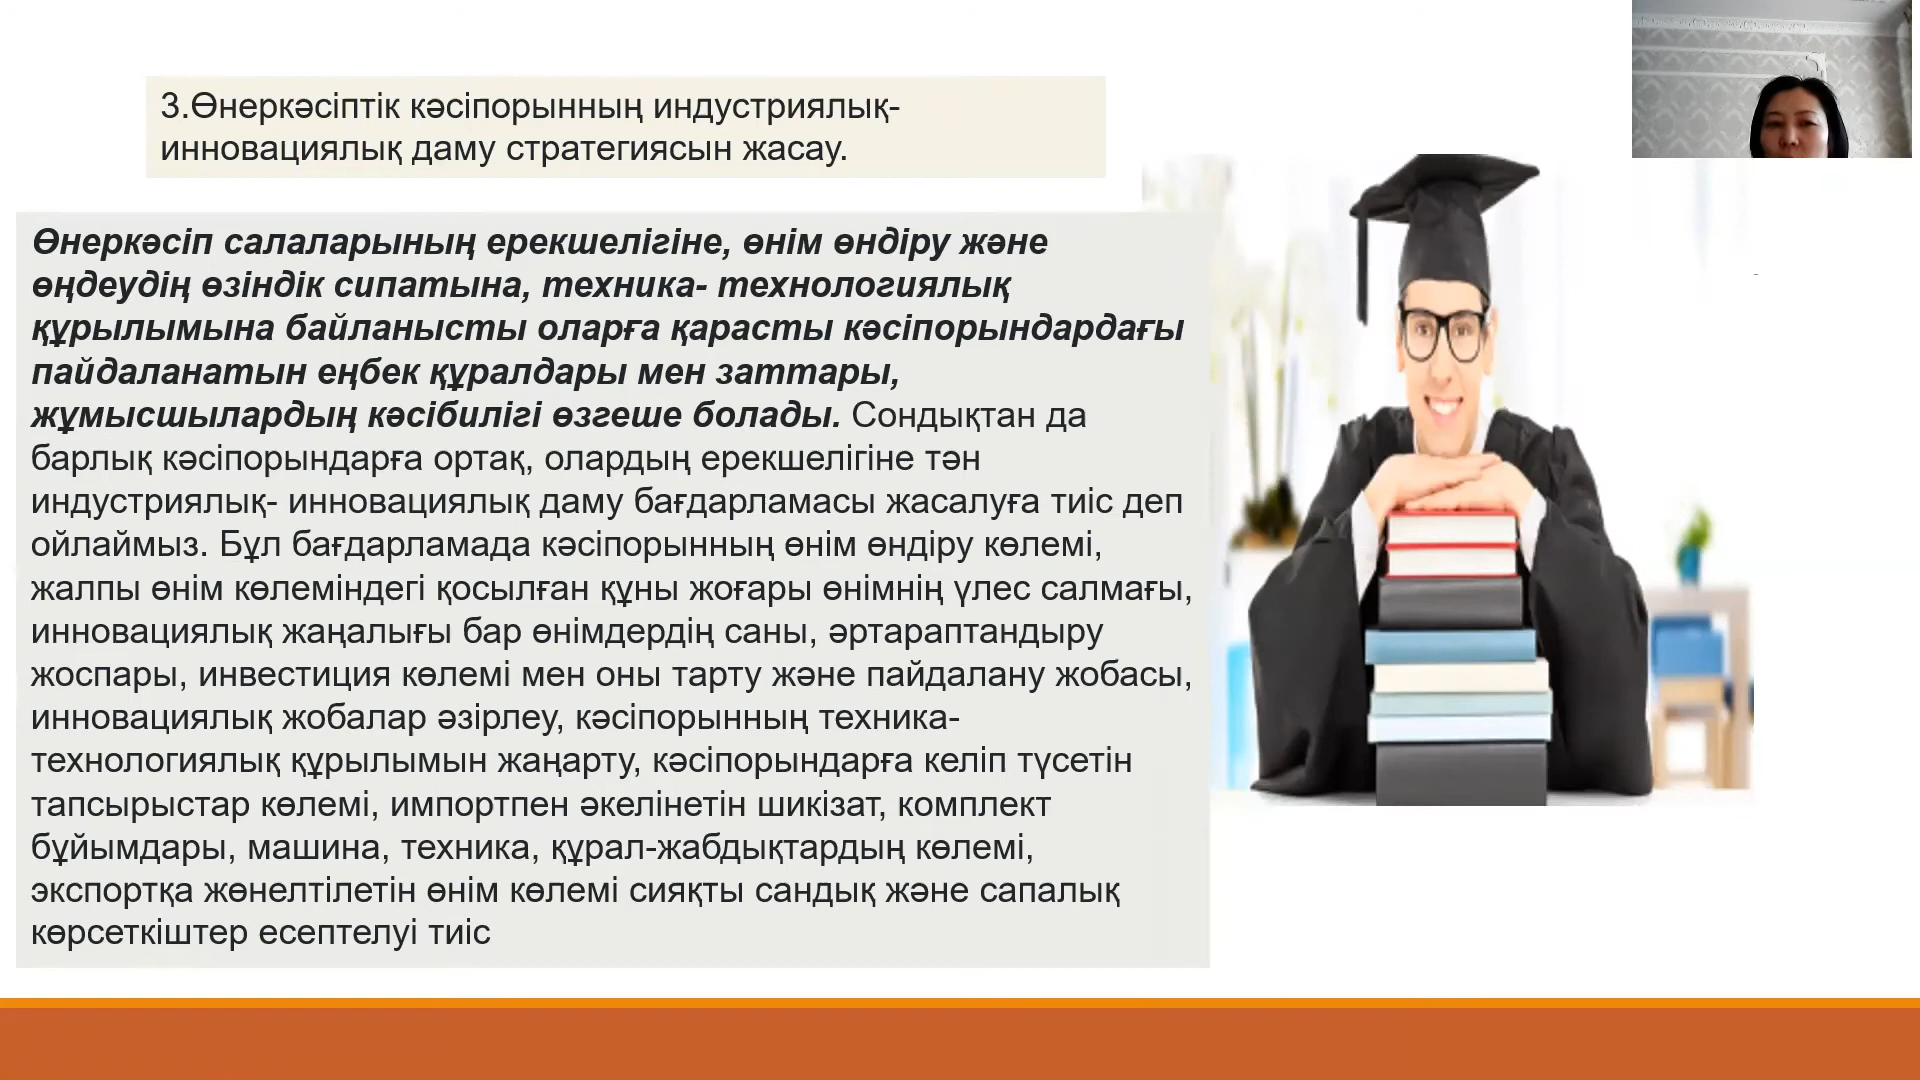 3.Өнеркәсіптік кәсіпорынның индустриялық-
инновациялық даму стратегиясын жасау.
Өнеркәсіп салаларының ерекшелігіне, өнім өндіру және
өңдеудің өзіндік сипатына, техника- технологиялық
құрылымына байланысты оларға қарасты кәсіпорындардағы
пайдаланатын еңбек құралдары мен заттары,
жұмысшылардың кәсібилігі өзгеше болады. Сондықтан да
барлық кәсіпорындарға ортақ, олардың ерекшелігіне тән
индустриялық- инновациялық даму бағдарламасы жасалуға тиіс деп
ойлаймыз. Бұл бағдарламада кәсіпорынның өнім өндіру көлемі,
жалпы өнім көлеміндегі қосылған құны жоғары өнімнің үлес салмағы,
инновациялық жаңалығы бар өнімдердің саны, әртараптандыру
жоспары, инвестиция көлемі мен оны тарту және пайдалану жобасы,
инновациялық жобалар әзірлеу, кәсіпорынның техника-
технологиялық құрылымын жаңарту, кәсіпорындарға келіп түсетін
тапсырыстар көлемі, импортпен әкелінетін шикізат, комплект
бұйымдары, машина, техника, құрал-жабдықтардың көлемі,
экспортқа жөнелтілетін өнім көлемі сияқты сандық және сапалық
көрсеткіштер есептелуі тиіс